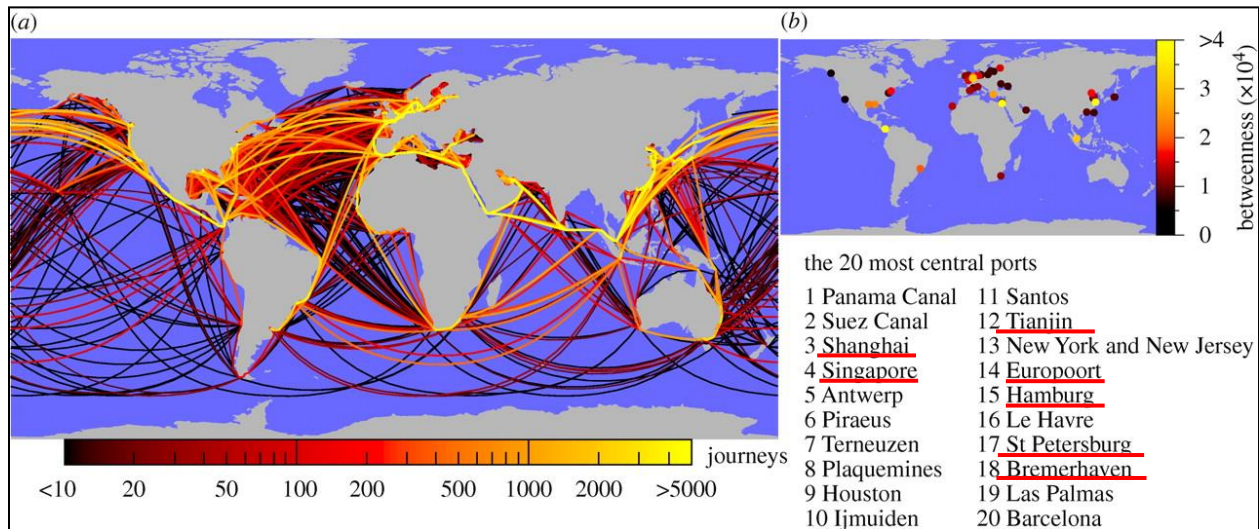 (a)
<10 20 50 100 200 500 1000 2000 >5000
journeys
(b)
>4
3
2
1
0
betweenness (×10⁴)
the 20 most central ports
1 Panama Canal
2 Suez Canal
3 Shanghai
4 Singapore
5 Antwerp
6 Piraeus
7 Terneuzen
8 Plaquemines
9 Houston
10 Ijmuiden
11 Santos
12 Tianjin
13 New York and New Jersey
14 Europoort
15 Hamburg
16 Le Havre
17 St Petersburg
18 Bremerhaven
19 Las Palmas
20 Barcelona